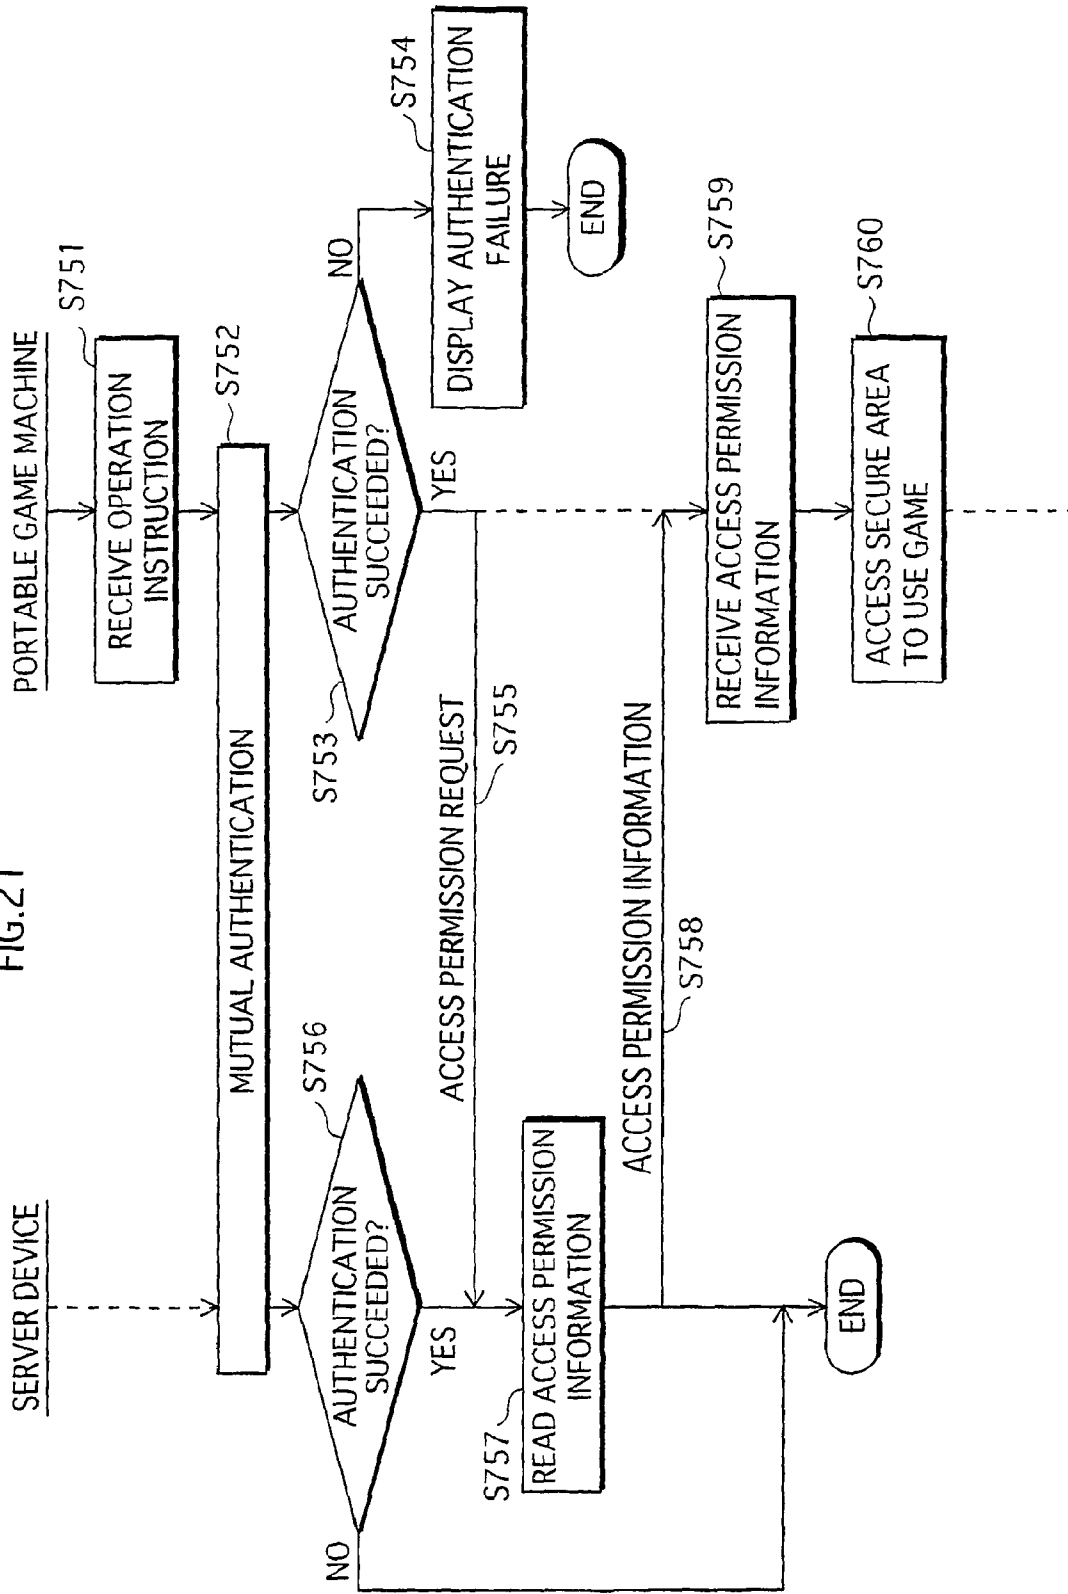 FIG.21
SERVER DEVICE
PORTABLE GAME MACHINE
S751
RECEIVE OPERATION
INSTRUCTION
S752
MUTUAL AUTHENTICATION
S756
AUTHENTICATION
SUCCEEDED?
NO
YES
S753
AUTHENTICATION
SUCCEEDED?
NO
YES
S754
DISPLAY AUTHENTICATION
FAILURE
END
ACCESS PERMISSION REQUEST
S755
S757
READ ACCESS PERMISSION
INFORMATION
ACCESS PERMISSION INFORMATION
S758
S759
RECEIVE ACCESS PERMISSION
INFORMATION
END
S760
ACCESS SECURE AREA
TO USE GAME